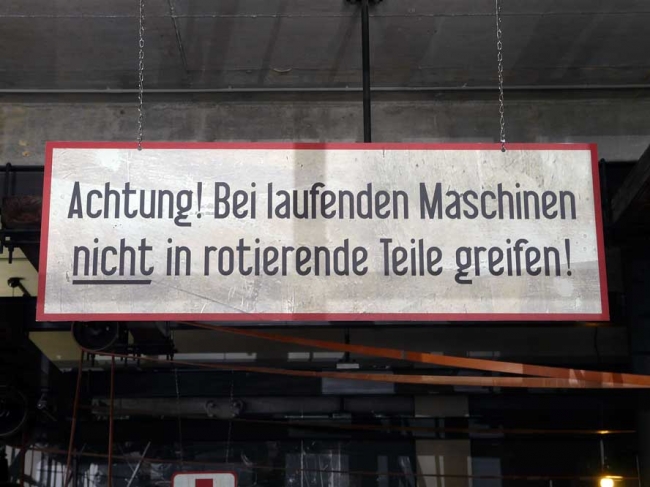 Achtung! Bei laufenden Maschinen
nicht in rotierende Teile greifen!